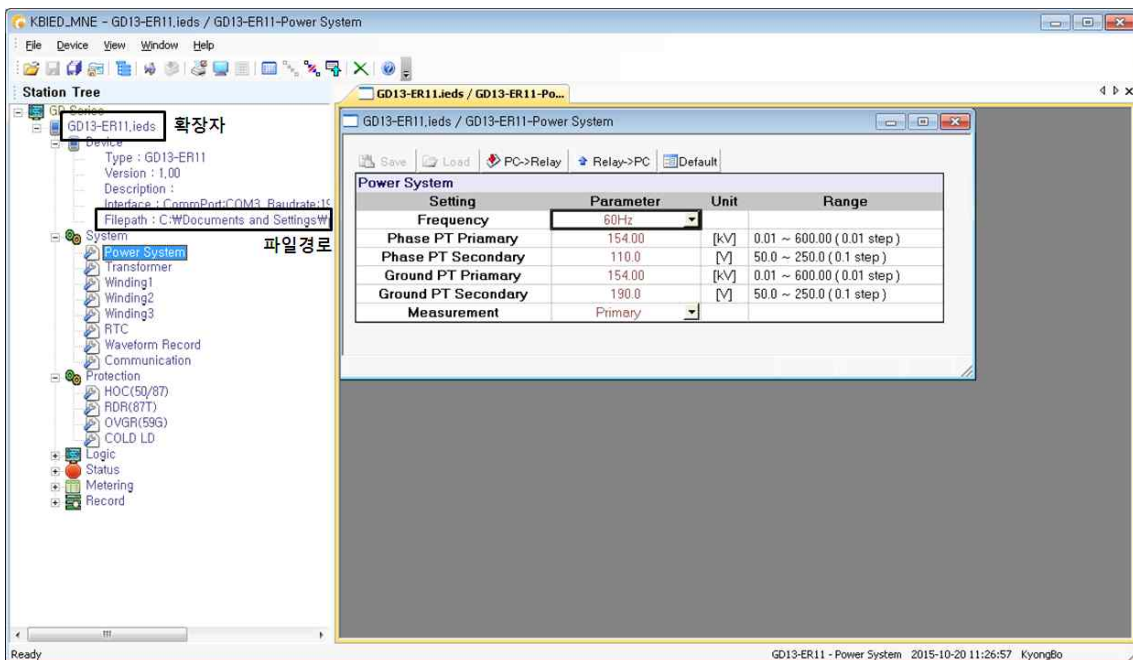 KBIED_MNE - GD13-ER11.ieds / GD13-ER11-Power System
File Device View Window Help
Station Tree
GD Series
GD13-ER11.ieds 확장자
Device
Type : GD13-ER11
Version : 1.00
Description :
Interface : CommPort:COM3 Baudrate:19
Filepath : C:₩Documents and Settings₩
파일경로
System
Power System
Transformer
Winding1
Winding2
Winding3
RTC
Waveform Record
Communication
Protection
HOC(50/87)
RDR(87T)
OVGR(59G)
COLD LD
Logic
Status
Metering
Record
GD13-ER11.ieds / GD13-ER11-Po...
GD13-ER11.ieds / GD13-ER11-Power System
Save Load PC->Relay Relay->PC Default
Power System
Setting Parameter Unit Range
Frequency 60Hz
Phase PT Priamary 154.00 [kV] 0.01 ~ 600.00 ( 0.01 step )
Phase PT Secondary 110.0 [V] 50.0 ~ 250.0 ( 0.1 step )
Ground PT Priamary 154.00 [kV] 0.01 ~ 600.00 ( 0.01 step )
Ground PT Secondary 190.0 [V] 50.0 ~ 250.0 ( 0.1 step )
Measurement Primary
Ready
GD13-ER11 - Power System 2015-10-20 11:26:57 KyongBo